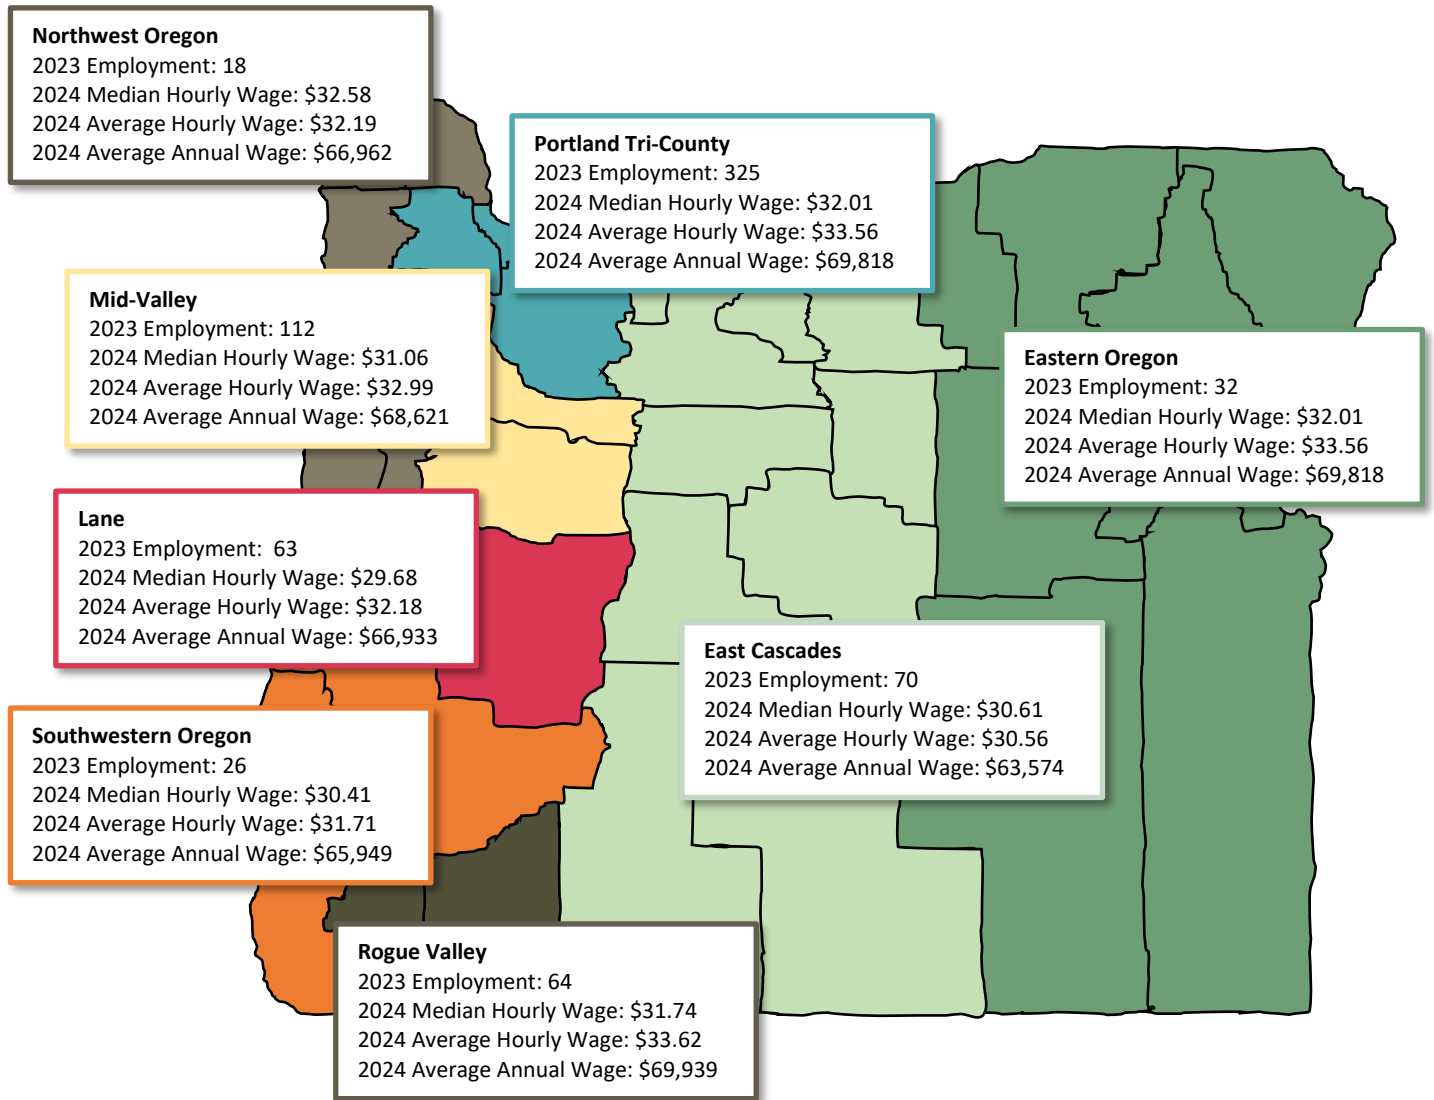 Northwest Oregon
2023 Employment: 18
2024 Median Hourly Wage: $32.58
2024 Average Hourly Wage: $32.19
2024 Average Annual Wage: $66,962
Portland Tri-County
2023 Employment: 325
2024 Median Hourly Wage: $32.01
2024 Average Hourly Wage: $33.56
2024 Average Annual Wage: $69,818
Mid-Valley
2023 Employment: 112
2024 Median Hourly Wage: $31.06
2024 Average Hourly Wage: $32.99
2024 Average Annual Wage: $68,621
Eastern Oregon
2023 Employment: 32
2024 Median Hourly Wage: $32.01
2024 Average Hourly Wage: $33.56
2024 Average Annual Wage: $69,818
Lane
2023 Employment:  63
2024 Median Hourly Wage: $29.68
2024 Average Hourly Wage: $32.18
2024 Average Annual Wage: $66,933
East Cascades
2023 Employment: 70
2024 Median Hourly Wage: $30.61
2024 Average Hourly Wage: $30.56
2024 Average Annual Wage: $63,574
Southwestern Oregon
2023 Employment: 26
2024 Median Hourly Wage: $30.41
2024 Average Hourly Wage: $31.71
2024 Average Annual Wage: $65,949
Rogue Valley
2023 Employment: 64
2024 Median Hourly Wage: $31.74
2024 Average Hourly Wage: $33.62
2024 Average Annual Wage: $69,939